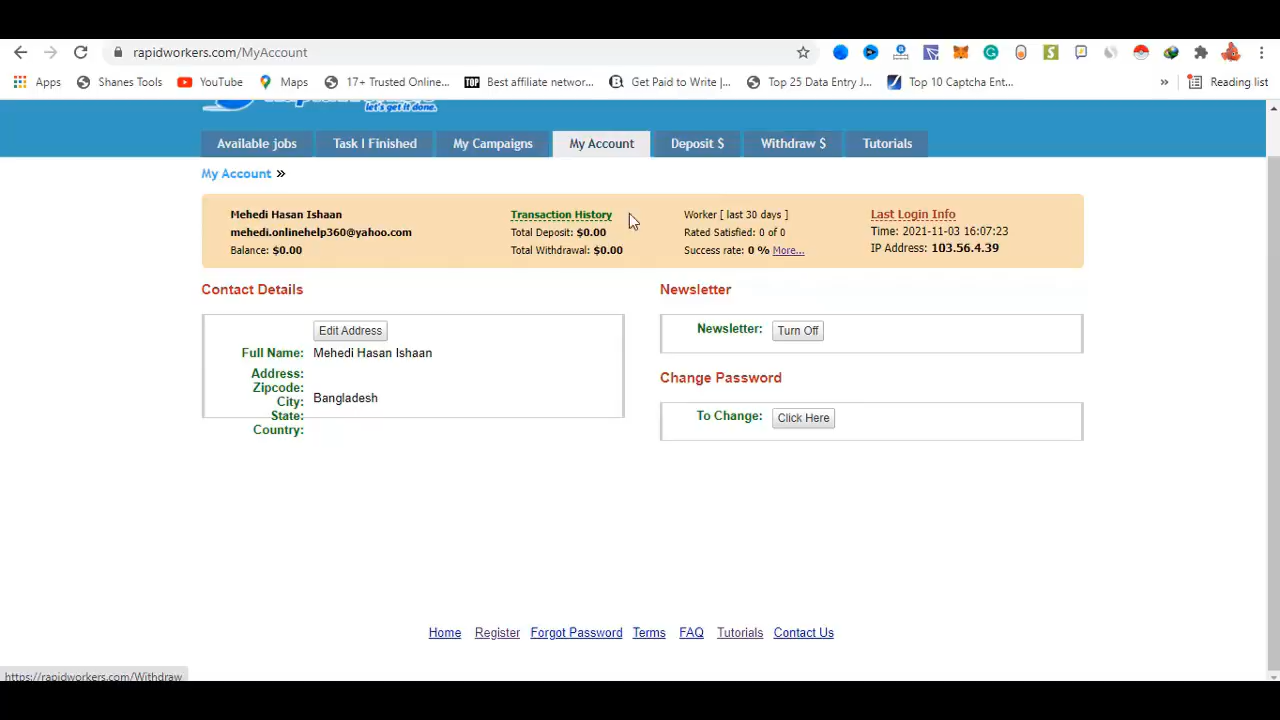 rapidworkers.com/MyAccount
Apps Shanes Tools YouTube Maps 17+ Trusted Online... TOP Best affiliate networ... Get Paid to Write |... Top 25 Data Entry J... Top 10 Captcha Ent... » Reading list
let's get it done.
Available jobs Task I Finished My Campaigns My Account Deposit $ Withdraw $ Tutorials
My Account »
Mehedi Hasan Ishaan Transaction History Worker [ last 30 days ] Last Login Info
mehedi.onlinehelp360@yahoo.com Total Deposit: $0.00 Rated Satisfied: 0 of 0 Time: 2021-11-03 16:07:23
Balance: $0.00 Total Withdrawal: $0.00 Success rate: 0 % More... IP Address: 103.56.4.39
Contact Details Newsletter
Edit Address Newsletter: Turn Off
Full Name: Mehedi Hasan Ishaan
Address: Change Password
Zipcode:
City: Bangladesh
State: To Change: Click Here
Country:
Home Register Forgot Password Terms FAQ Tutorials Contact Us
https://rapidworkers.com/Withdraw